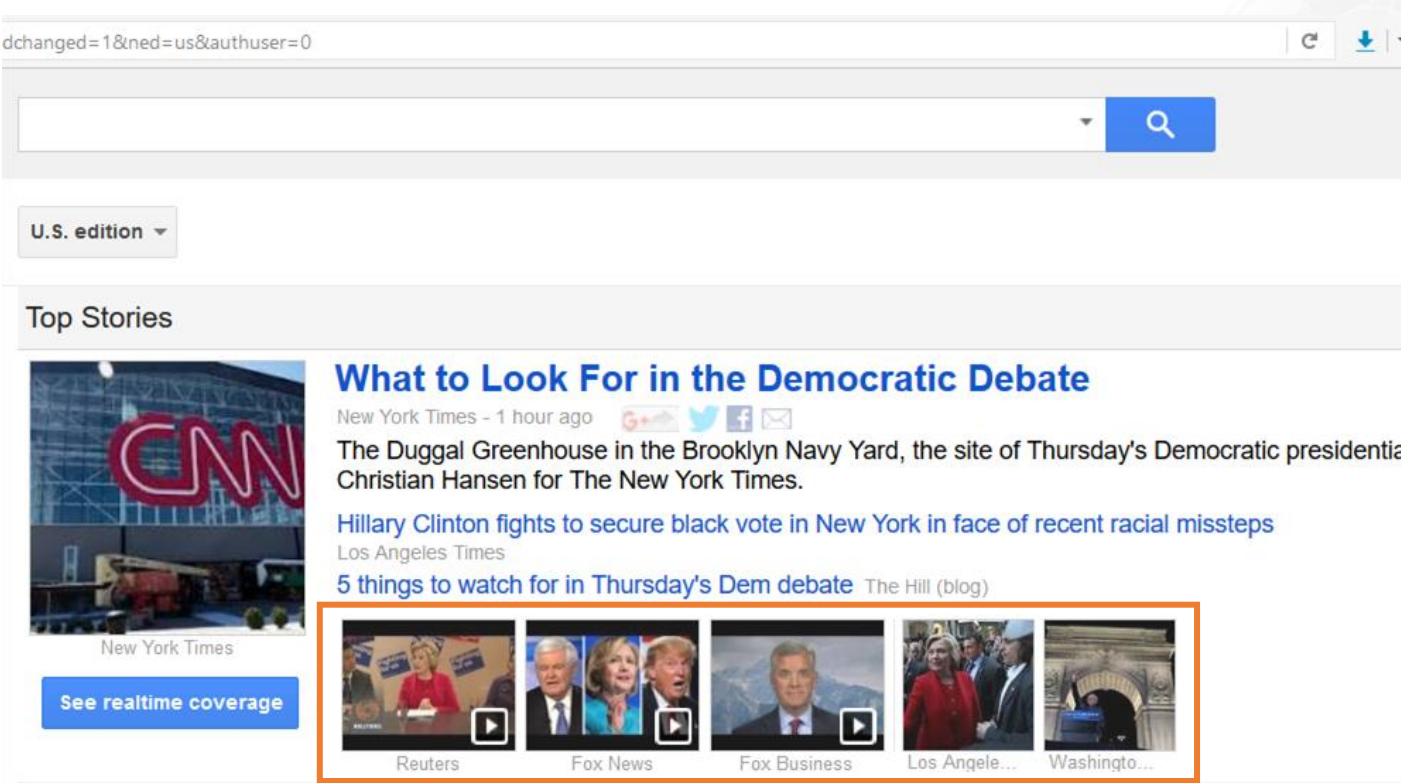 dchanged=1&ned=us&authuser=0
U.S. edition
Top Stories
CNN
What to Look For in the Democratic Debate
New York Times - 1 hour ago G+ f
The Duggal Greenhouse in the Brooklyn Navy Yard, the site of Thursday's Democratic presidentia
Christian Hansen for The New York Times.
Hillary Clinton fights to secure black vote in New York in face of recent racial missteps
Los Angeles Times
5 things to watch for in Thursday's Dem debate The Hill (blog)
New York Times
See realtime coverage
Reuters Fox News Fox Business Los Angele... Washingto...